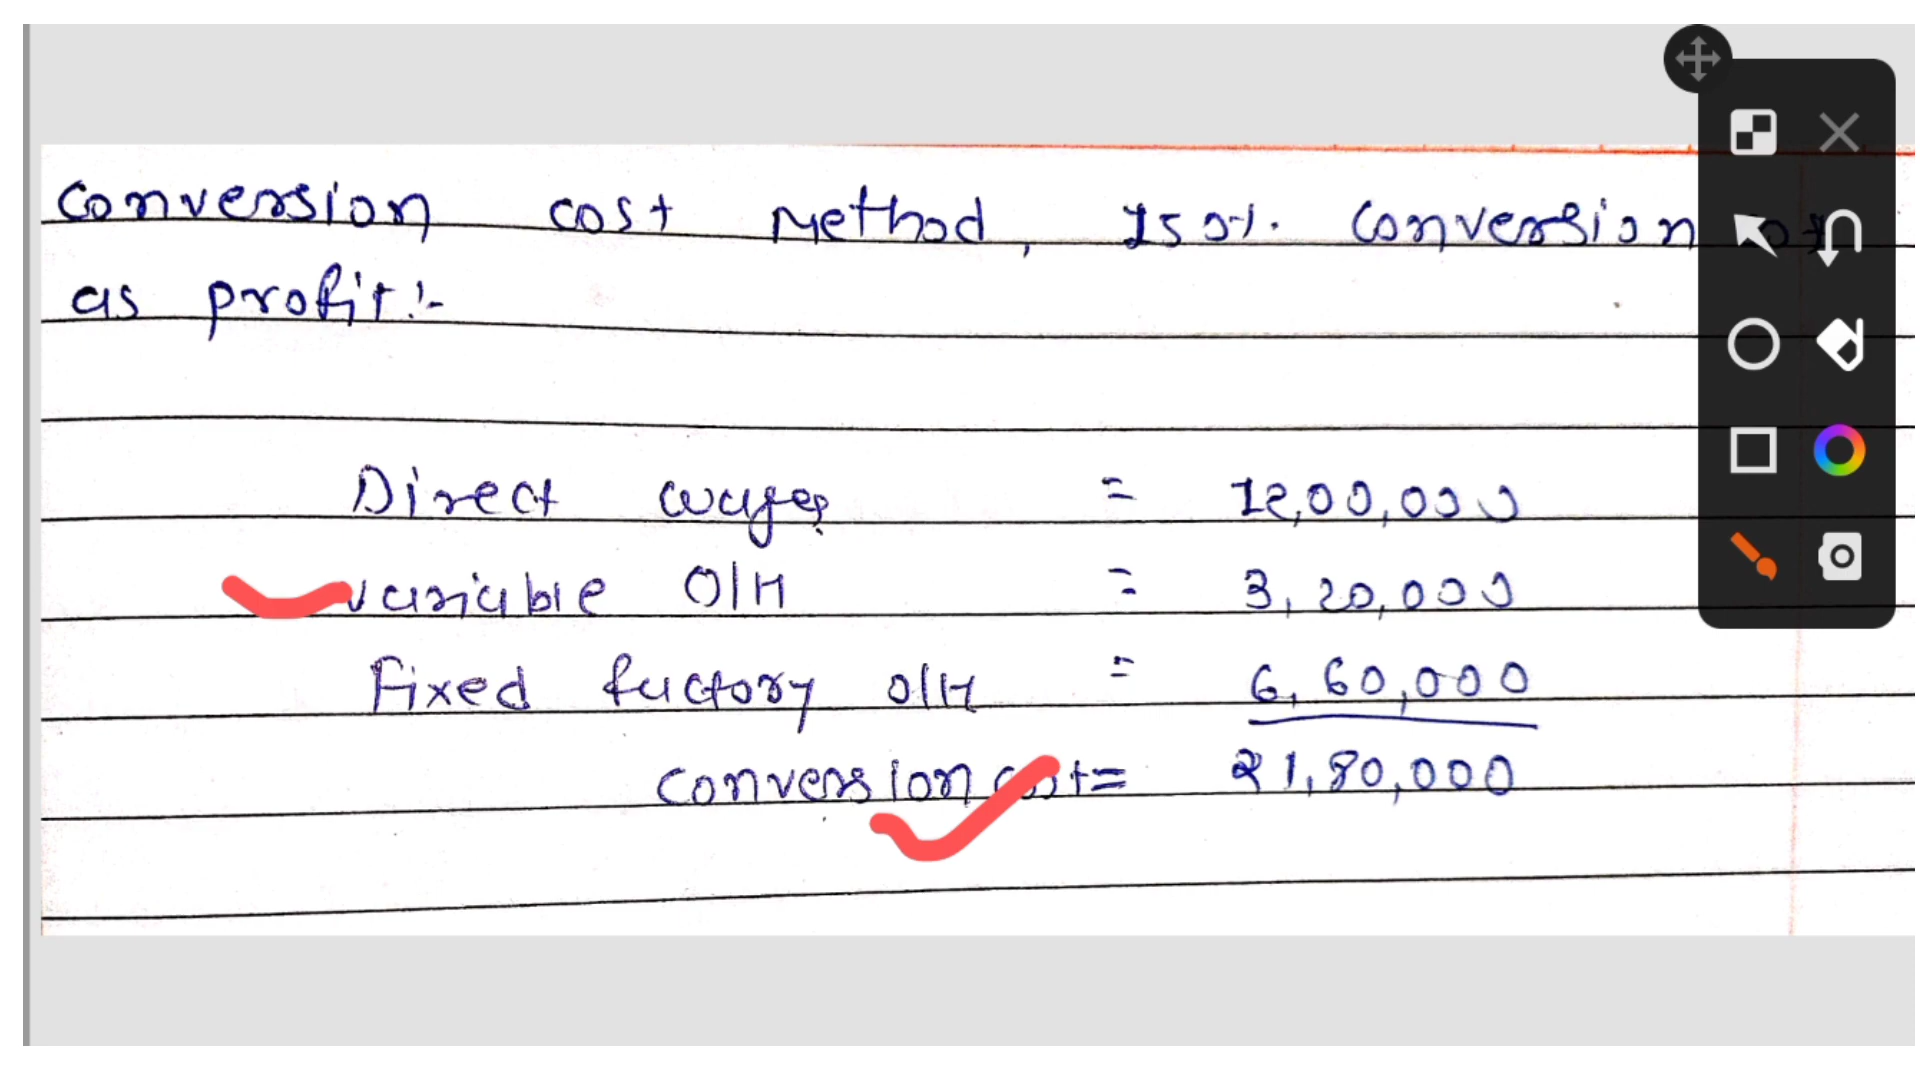 Conversion cost Method, 150%. Conversion
as profit:-
Direct wages = 12,00,000
variable O/H = 3,20,000
Fixed factory O/H = 6,60,000
Conversion cost = 21,80,000